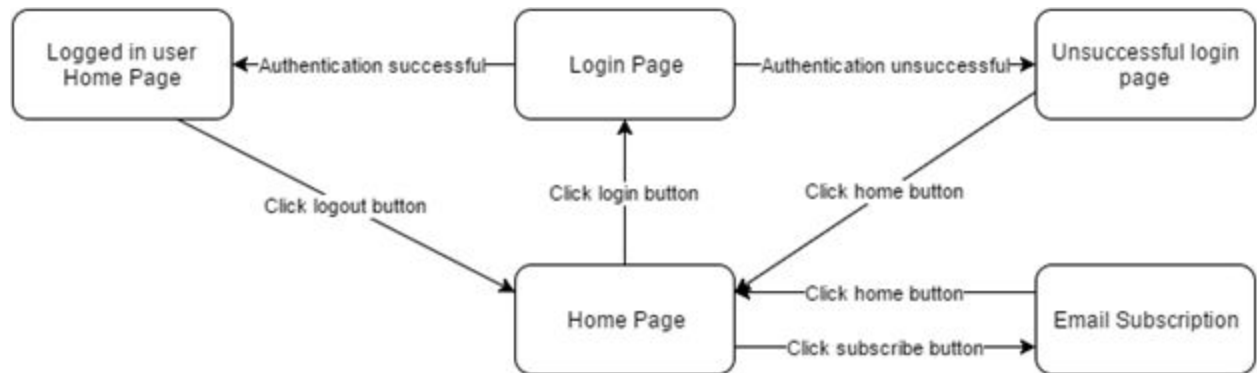 Logged in user
Home Page
Authentication successful
Login Page
Authentication unsuccessful
Unsuccessful login
page
Click logout button
Click login button
Click home button
Home Page
Click home button
Click subscribe button
Email Subscription